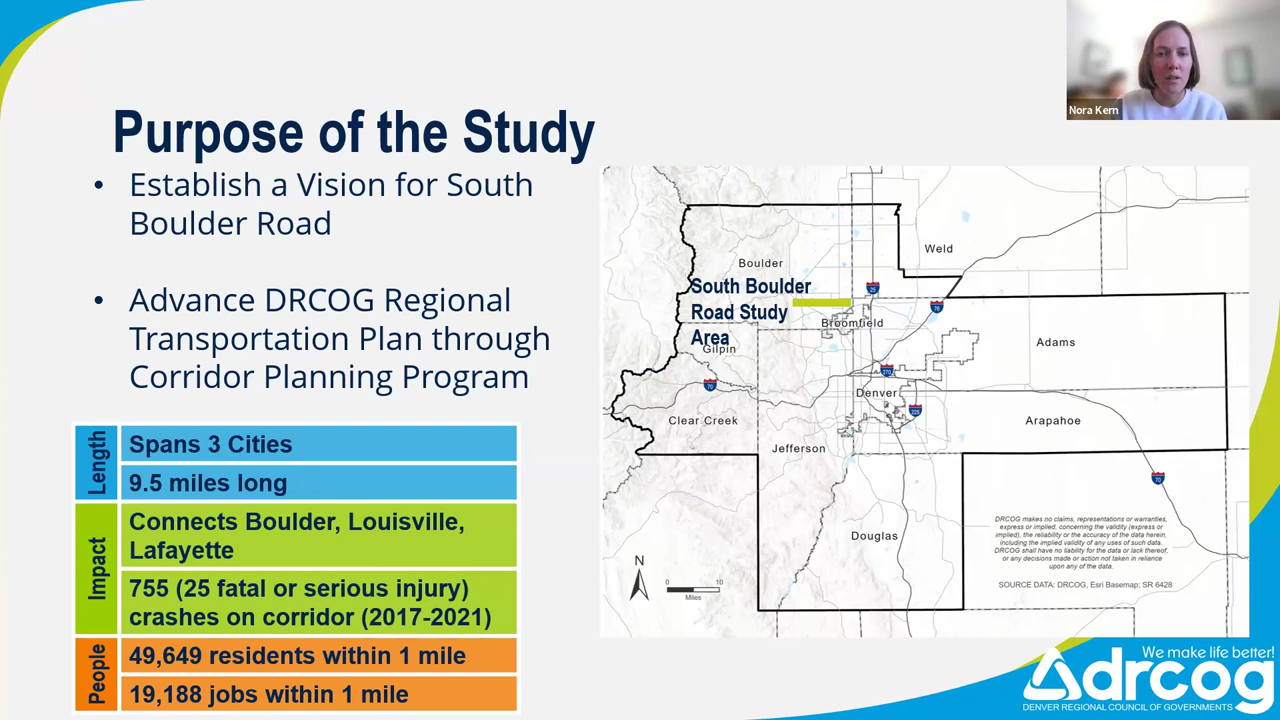 Nora Kern
Purpose of the Study
• Establish a Vision for South
Boulder Road
• Advance DRCOG Regional
Transportation Plan through
Corridor Planning Program
Length
Spans 3 Cities
9.5 miles long
Impact
Connects Boulder, Louisville,
Lafayette
755 (25 fatal or serious injury)
crashes on corridor (2017-2021)
People
49,649 residents within 1 mile
19,188 jobs within 1 mile
Weld
Boulder
South Boulder
Road Study
Area
25
76
Broomfield
Gilpin
Adams
70
270
Denver
225
Clear Creek
Arapahoe
Jefferson
70
Douglas
DRCOG makes no claims, representations or warranties,
express or implied, concerning the validity (express or
implied), the reliability or the accuracy of the data herein,
including the implied validity of any uses of such data.
DRCOG shall have no liability for the data or lack thereof,
or any decisions made or action not taken in reliance
upon any of the data.
N
0 10
Miles
SOURCE DATA: DRCOG, Esri Basemap; SR 6428
We make life better!
drcog
DENVER REGIONAL COUNCIL OF GOVERNMENTS